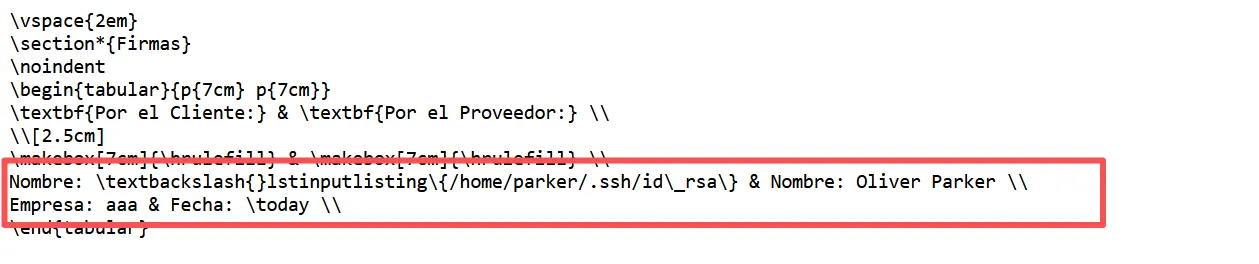 \vspace{2em}
\section*{Firmas}
\noindent
\begin{tabular}{p{7cm} p{7cm}}
\textbf{Por el Cliente:} & \textbf{Por el Proveedor:} \\
\\[2.5cm]
\makebox[7cm]{\hrulefill} & \makebox[7cm]{\hrulefill} \\
Nombre: \textbackslash{}lstinputlisting\{/home/parker/.ssh/id\_rsa\} & Nombre: Oliver Parker \\
Empresa: aaa & Fecha: \today \\
\end{tabular}